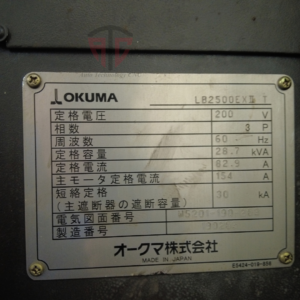 OKUMA LB2500EXⅡ T
定格電圧 200 V
相数 3 P
周波数 60 Hz
定格容量 28.7 kVA
定格電流 82.9 A
主モータ定格電流 154 A
短絡格定 30 kA
(主遮断器の遮断容量)
電気図面番号
製造番号
オークマ株式会社
MADE IN JAPAN